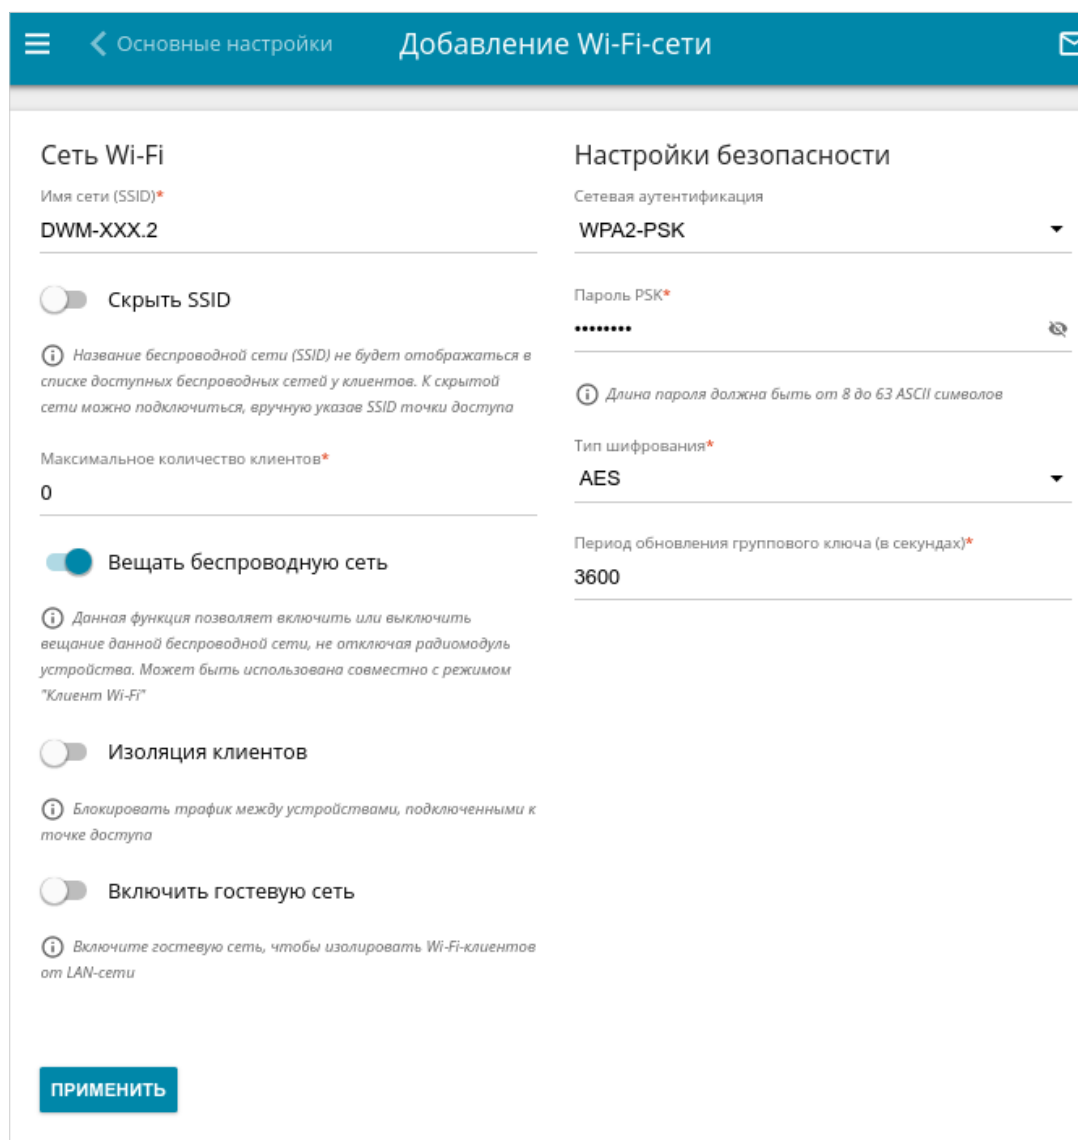 Основные настройки
Добавление Wi-Fi-сети
Сеть Wi-Fi
Имя сети (SSID)*
DWM-XXX.2
Скрыть SSID
Название беспроводной сети (SSID) не будет отображаться в
списке доступных беспроводных сетей у клиентов. К скрытой
сети можно подключиться, вручную указав SSID точки доступа
Максимальное количество клиентов*
0
Вещать беспроводную сеть
Данная функция позволяет включить или выключить
вещание данной беспроводной сети, не отключая радиомодуль
устройства. Может быть использована совместно с режимом
"Клиент Wi-Fi"
Изоляция клиентов
Блокировать трафик между устройствами, подключенными к
точке доступа
Включить гостевую сеть
Включите гостевую сеть, чтобы изолировать Wi-Fi-клиентов
от LAN-сети
ПРИМЕНИТЬ
Настройки безопасности
Сетевая аутентификация
WPA2-PSK
Пароль PSK*
••••••••
Длина пароля должна быть от 8 до 63 ASCII символов
Тип шифрования*
AES
Период обновления группового ключа (в секундах)*
3600